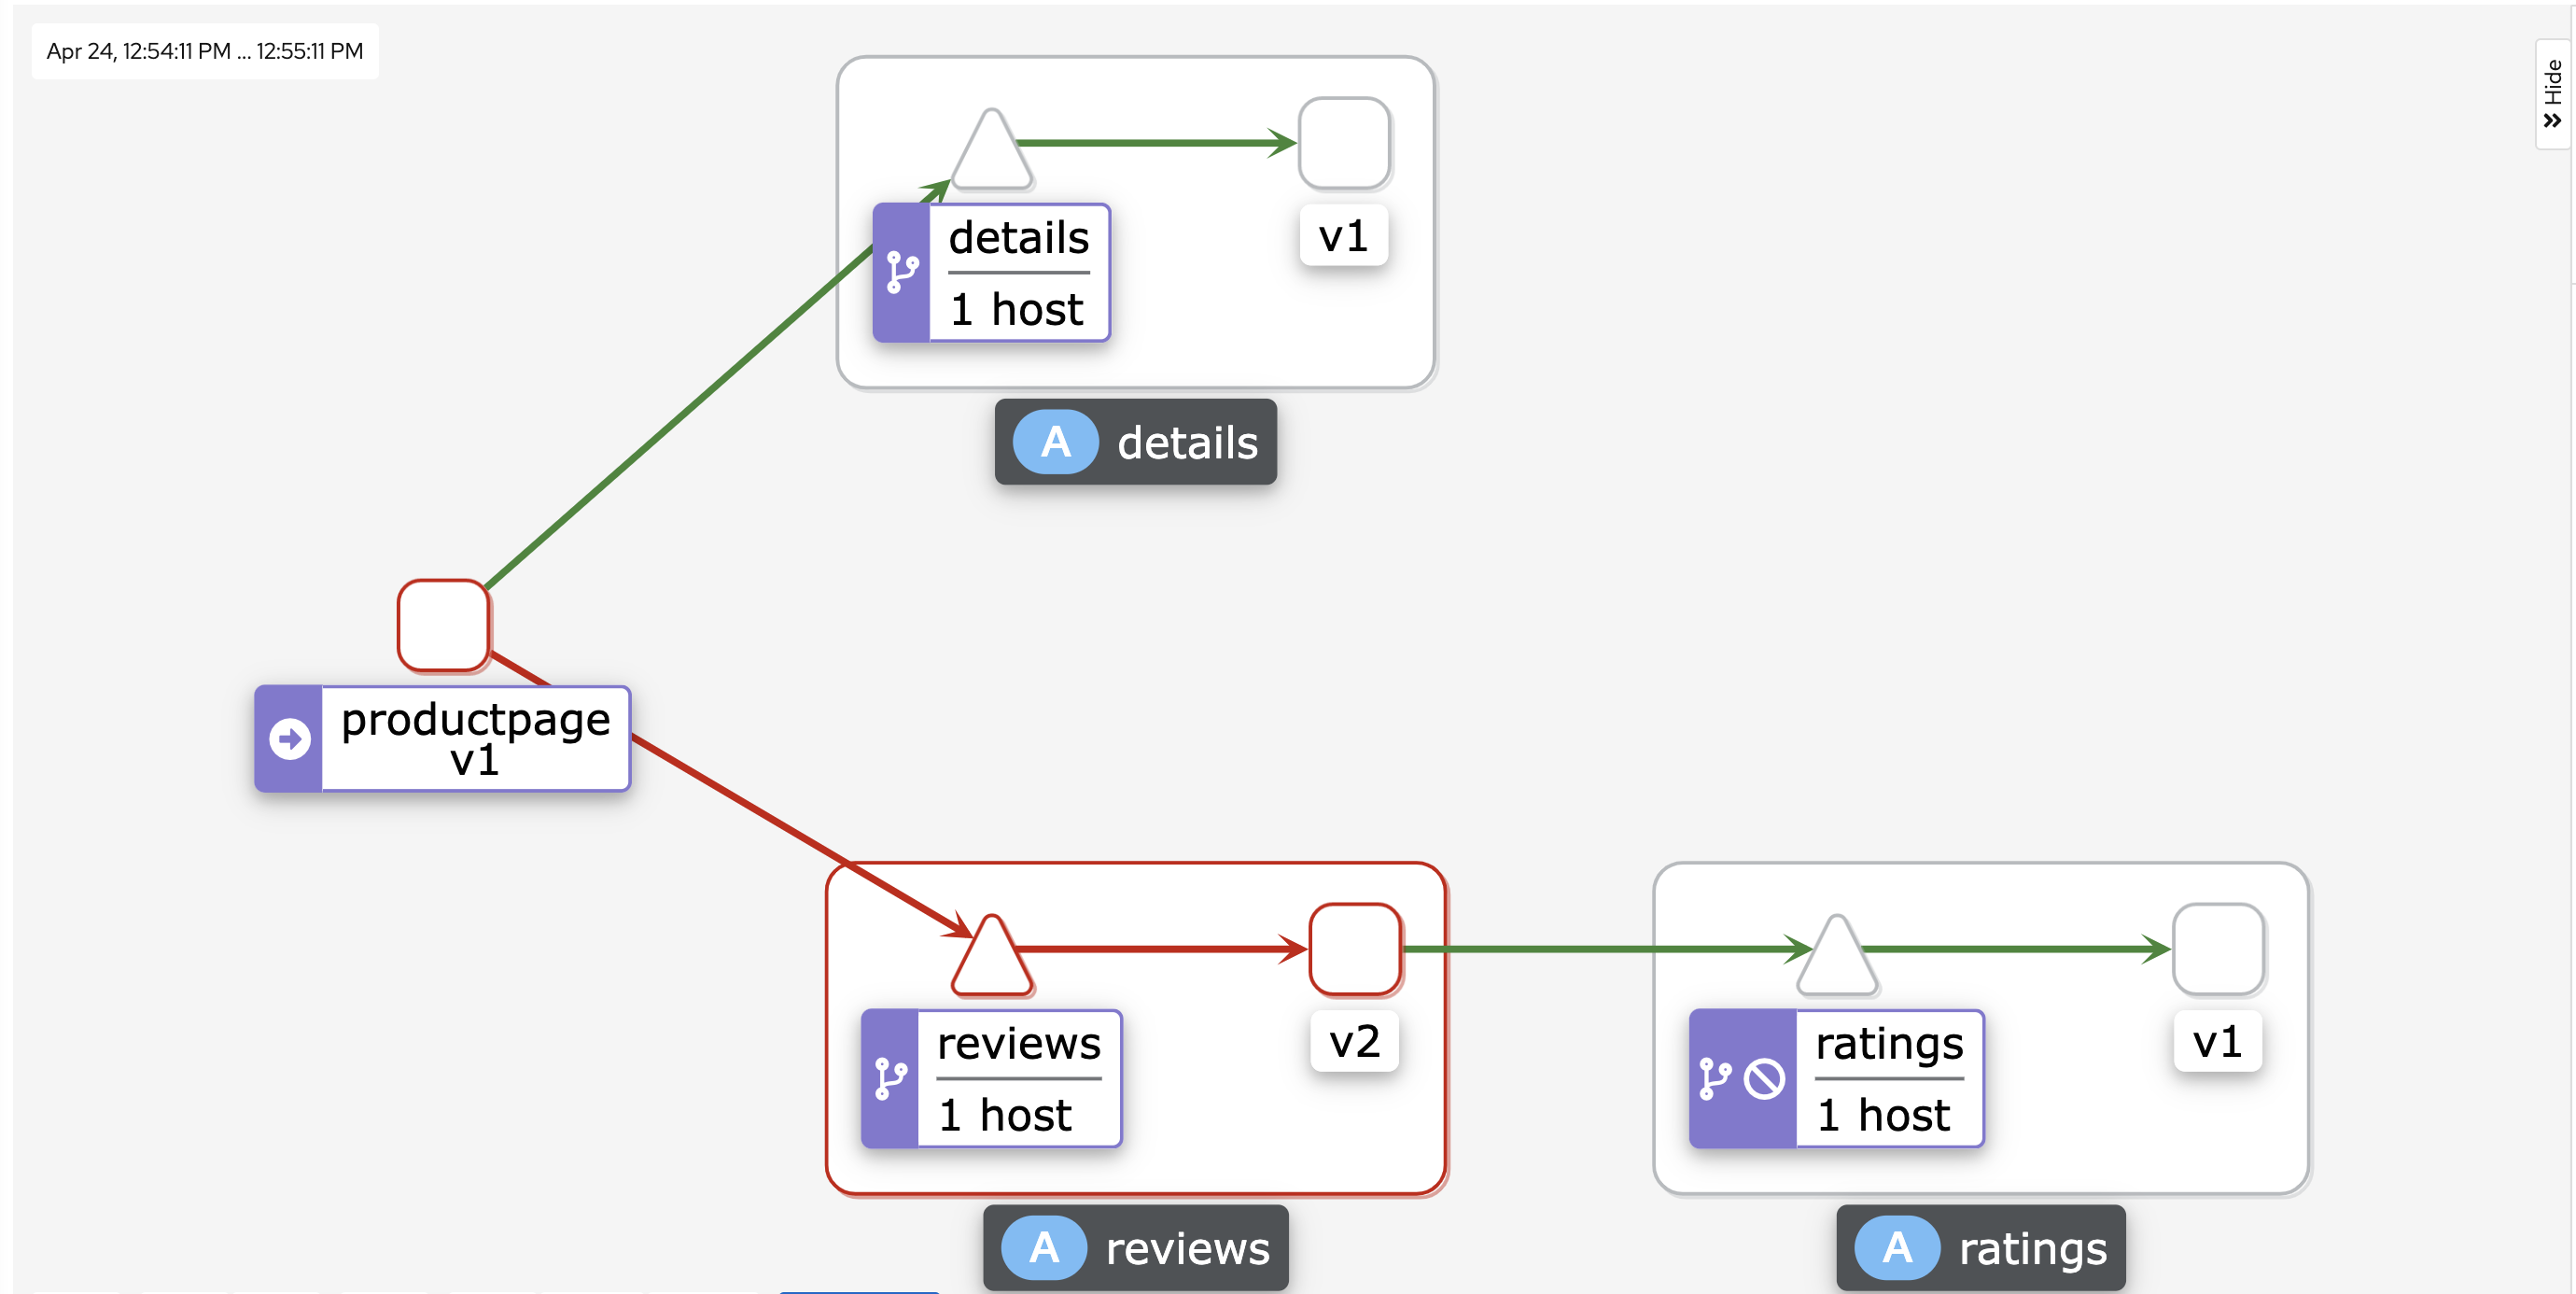 Apr 24, 12:54:11 PM ... 12:55:11 PM
Hide
details
1 host
v1
A details
productpage
v1
reviews
1 host
v2
ratings
1 host
v1
A reviews
A ratings